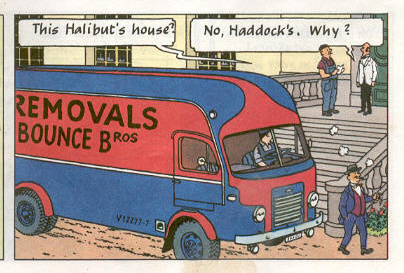 This Halibut's house?
No, Haddock's. Why?
REMOVALS
BOUNCE BROS
V12277-7